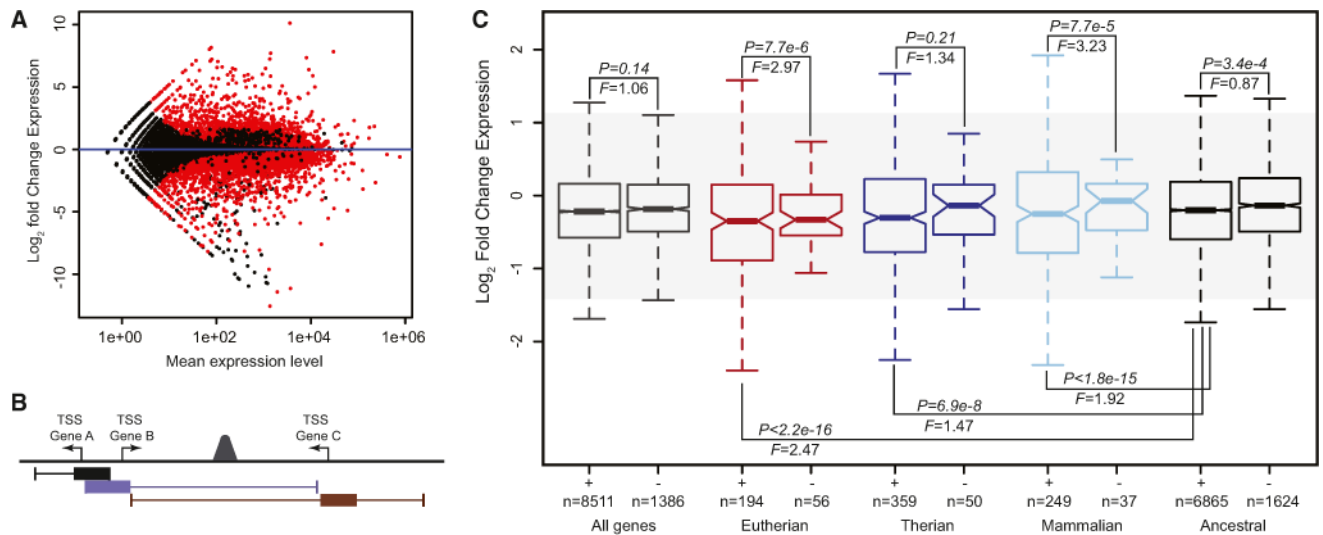 A
10
5
0
-5
-10
Log2 fold Change Expression
1e+00 1e+02 1e+04 1e+06
Mean expression level
B
TSS TSS TSS
Gene A Gene B Gene C
C
2
1
0
-1
-2
Log2 Fold Change Expression
P=0.14
F=1.06
P=7.7e-6
F=2.97
P=0.21
F=1.34
P=7.7e-5
F=3.23
P=3.4e-4
F=0.87
P<1.8e-15
F=1.92
P=6.9e-8
F=1.47
P<2.2e-16
F=2.47
+ - + - + - + - + -
n=8511 n=1386 n=194 n=56 n=359 n=50 n=249 n=37 n=6865 n=1624
All genes Eutherian Therian Mammalian Ancestral